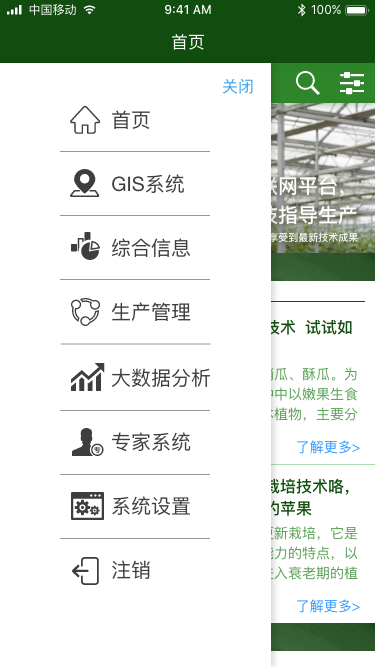 中国移动 9:41 AM 100%
首页
关闭
首页
GIS系统
综合信息
生产管理
大数据分析
专家系统
系统设置
注销
联网平台，
技指导生产
享受到最新技术成果
技术 试试如
肖瓜、酥瓜。为
中以嫩果生食
植物，主要分
了解更多>
栽培技术咯，
的苹果
更新栽培，它是
能力的特点，以
主入衰老期的植
了解更多>